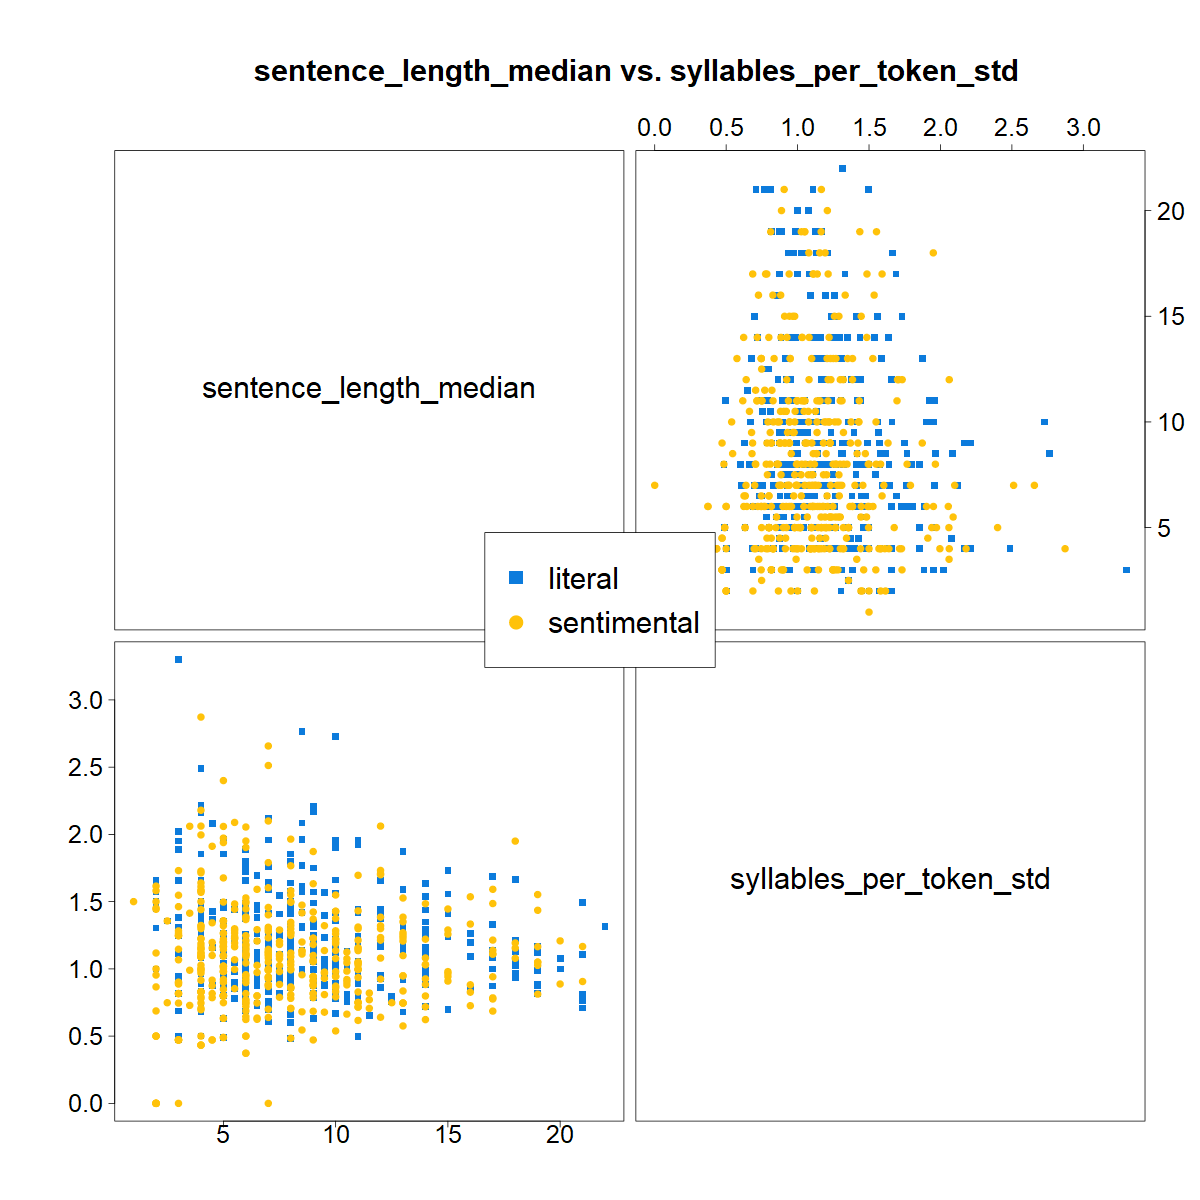 sentence_length_median vs. syllables_per_token_std
0.0 0.5 1.0 1.5 2.0 2.5 3.0
20
15
10
5
sentence_length_median
literal
sentimental
3.0
2.5
2.0
1.5
1.0
0.5
0.0
syllables_per_token_std
5 10 15 20